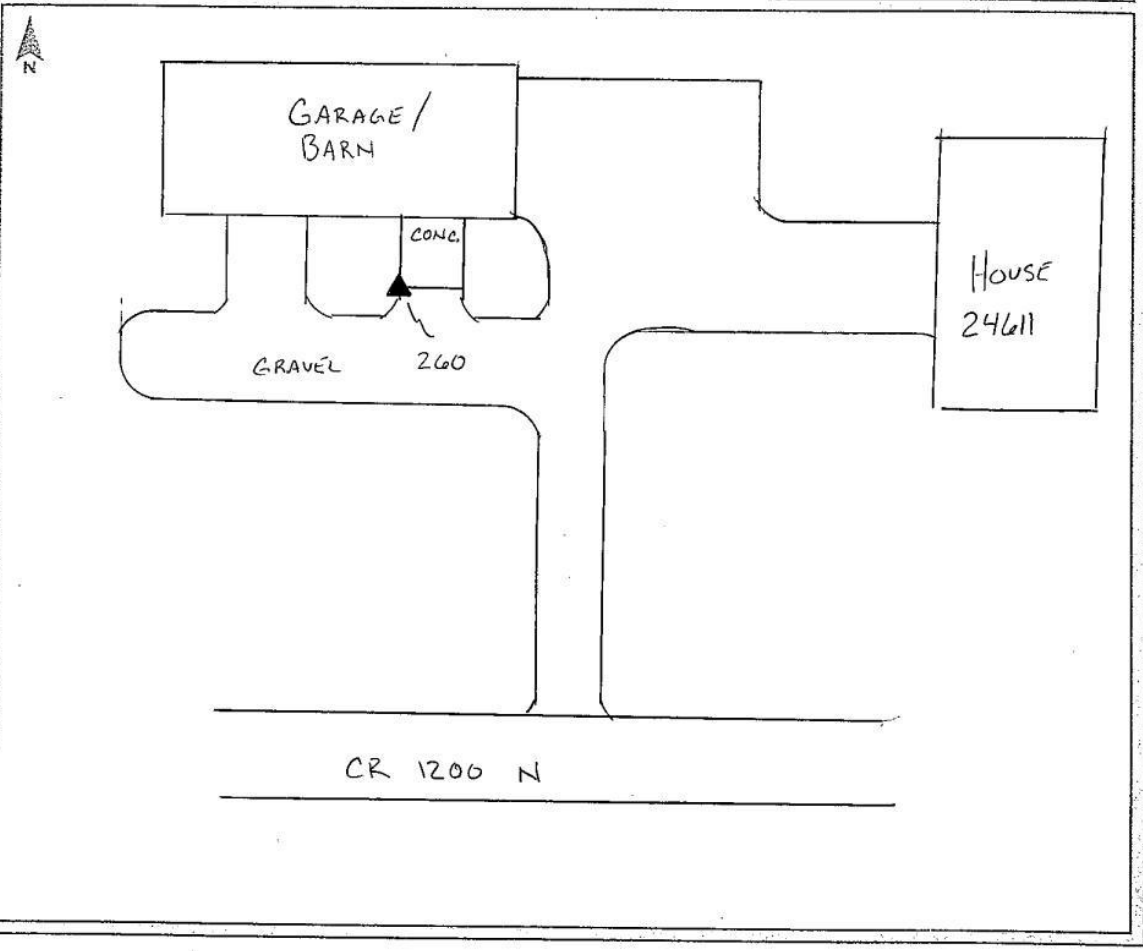 N
GARAGE/
BARN
CONC.
HOUSE
24611
GRAVEL
260
CR 1200 N